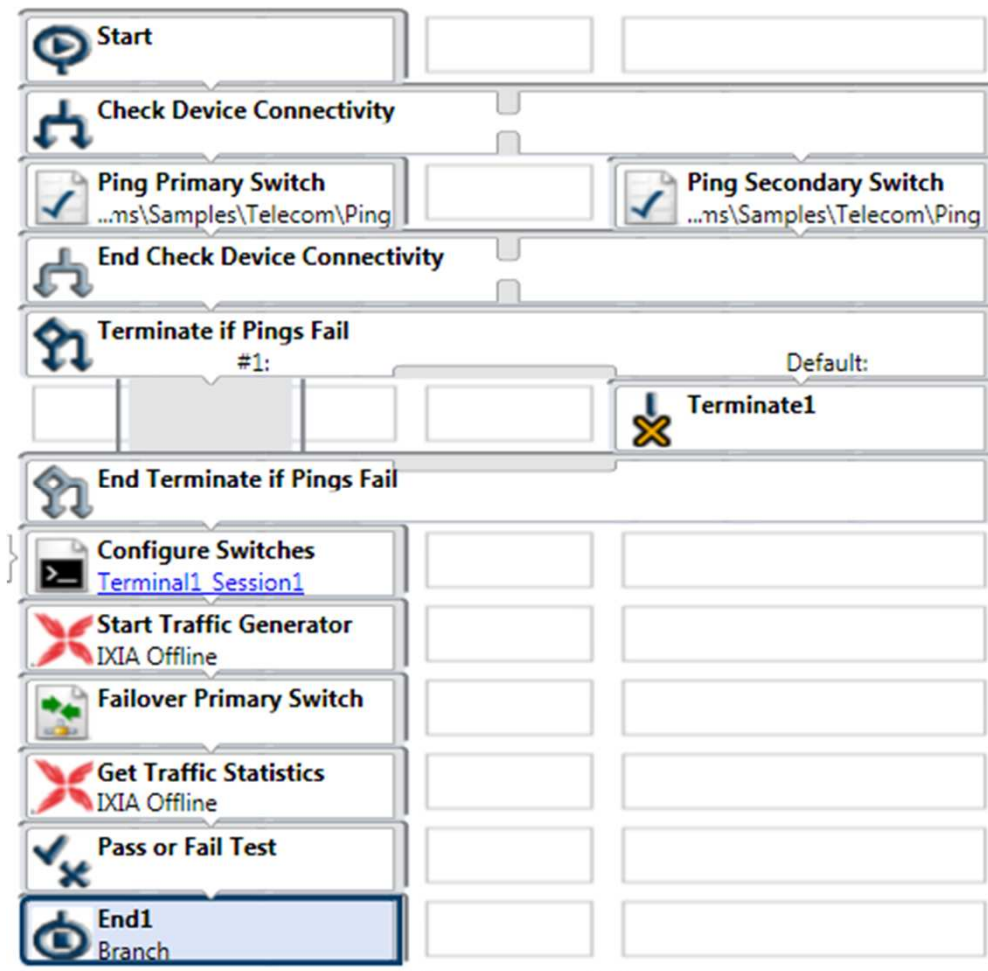 Start
Check Device Connectivity
Ping Primary Switch
...ms\Samples\Telecom\Ping
Ping Secondary Switch
...ms\Samples\Telecom\Ping
End Check Device Connectivity
Terminate if Pings Fail
#1:
Default:
Terminate1
End Terminate if Pings Fail
Configure Switches
Terminal1_Session1
Start Traffic Generator
IXIA Offline
Failover Primary Switch
Get Traffic Statistics
IXIA Offline
Pass or Fail Test
End1
Branch